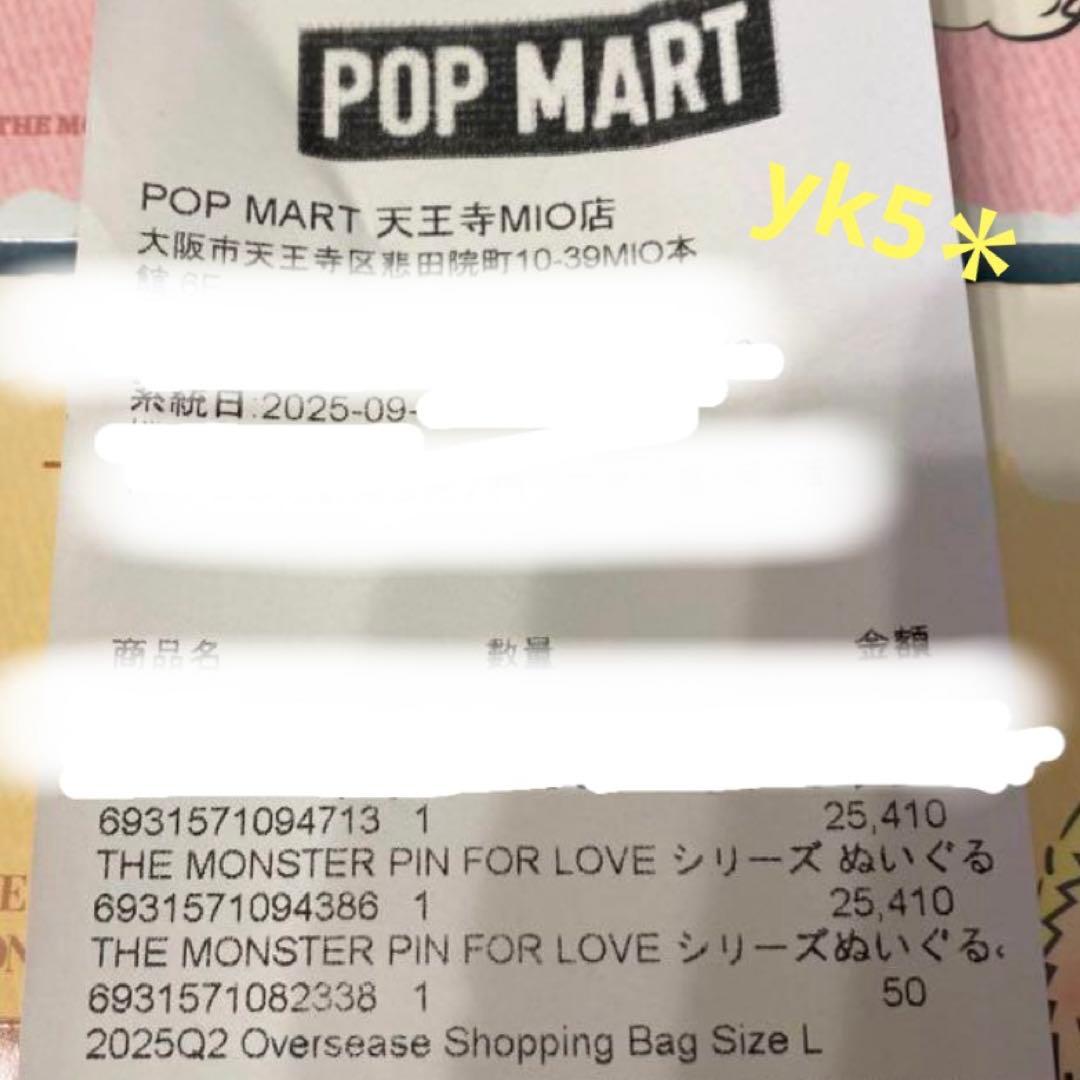 POP MART
yk5*
POP MART 天王寺MIO店
大阪市天王寺区悲田院町10-39MIO本
館 6F
系統日:2025-09-
商品名 数量 金額
6931571094713 1 25,410
THE MONSTER PIN FOR LOVE シリーズ ぬいぐる
6931571094386 1 25,410
THE MONSTER PIN FOR LOVE シリーズぬいぐる
6931571082338 1 50
2025Q2 Oversease Shopping Bag Size L